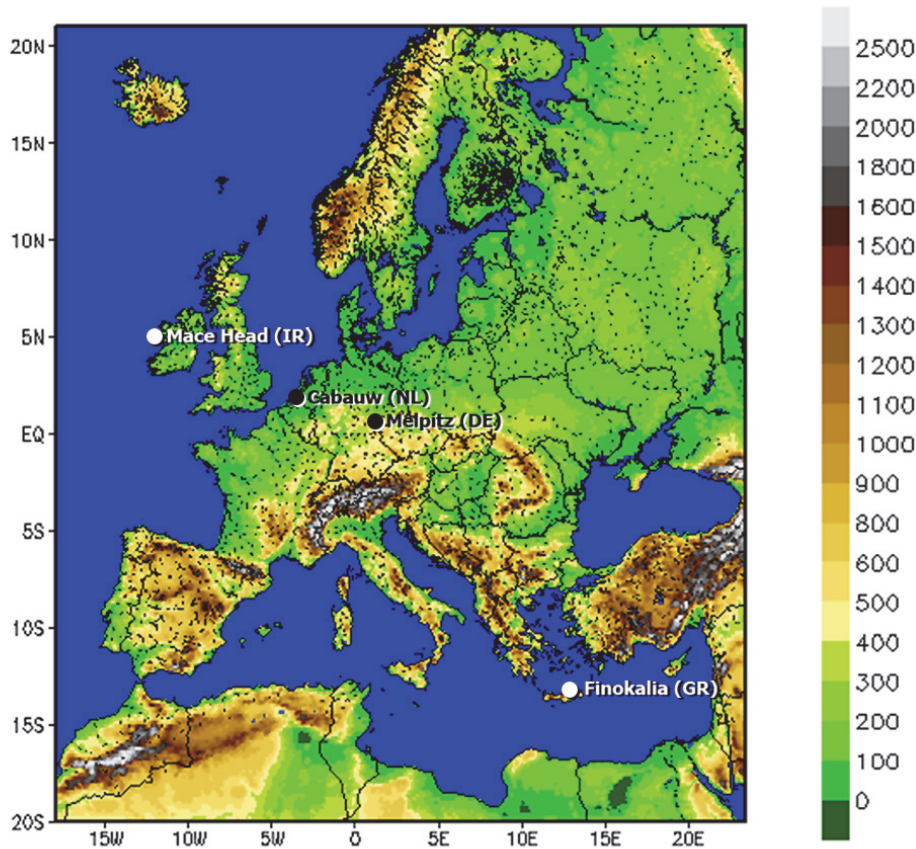 20N
15N
10N
5N
EQ
5S
10S
15S
20S
15W
10W
5W
0
5E
10E
15E
20E
Mace Head (IR)
Cabauw (NL)
Melpitz (DE)
Finokalia (GR)
2500
2200
2000
1800
1600
1500
1400
1300
1200
1100
1000
900
800
600
500
400
300
200
100
0